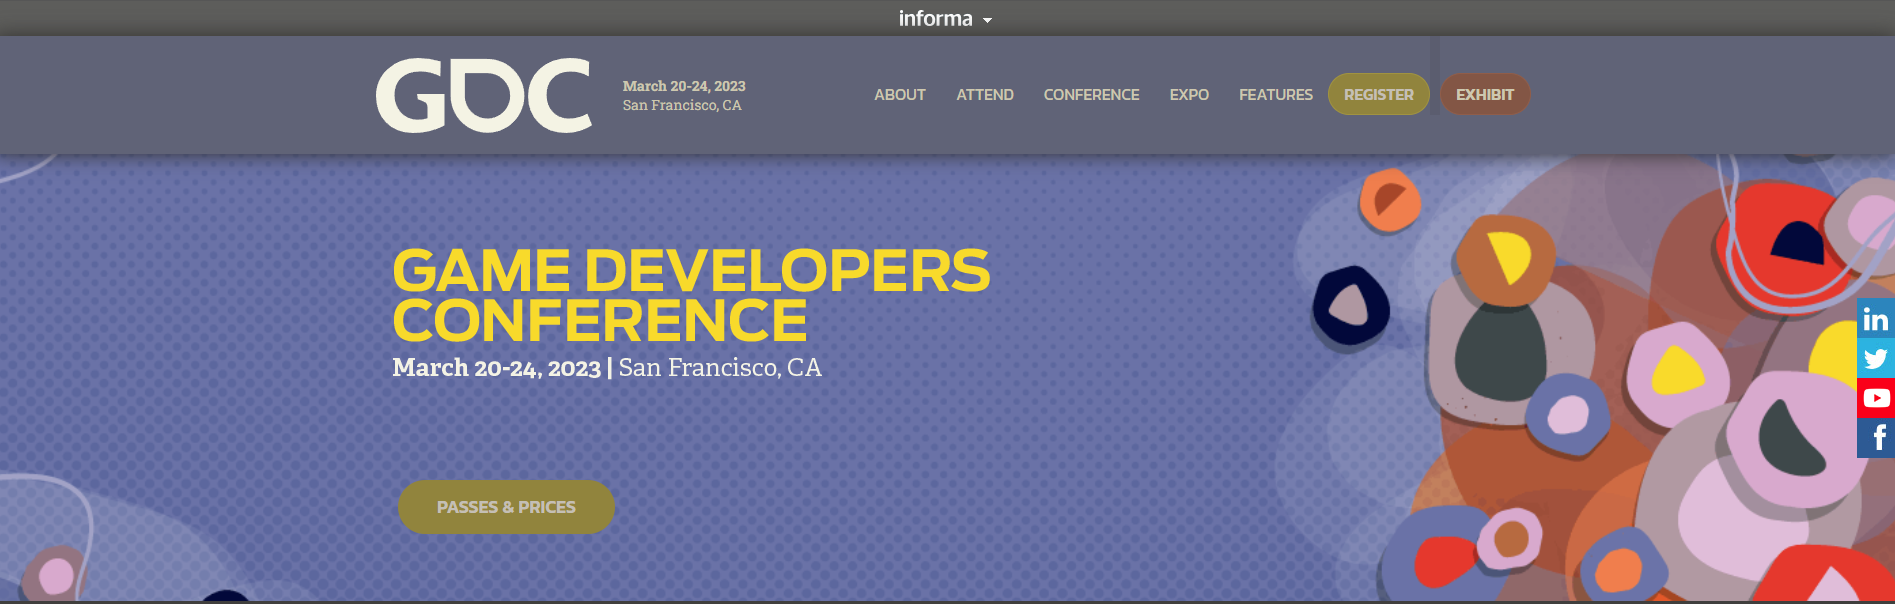 informa
GDC
March 20-24, 2023
San Francisco, CA
ABOUT ATTEND CONFERENCE EXPO FEATURES REGISTER EXHIBIT
GAME DEVELOPERS
CONFERENCE
March 20-24, 2023 | San Francisco, CA
PASSES & PRICES
in
f